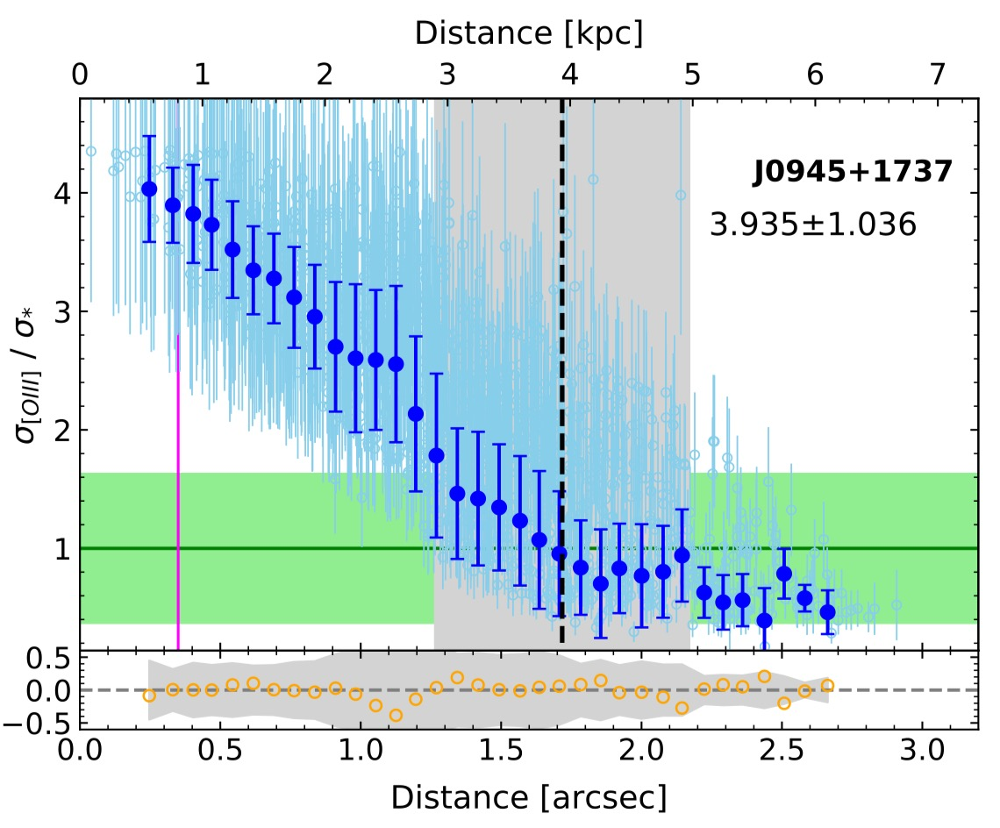 Distance [kpc]
0 1 2 3 4 5 6 7
J0945+1737
3.935±1.036
4
3
2
1
σ[OIII] / σ*
0.5
0.0
−0.5
0.0 0.5 1.0 1.5 2.0 2.5 3.0
Distance [arcsec]